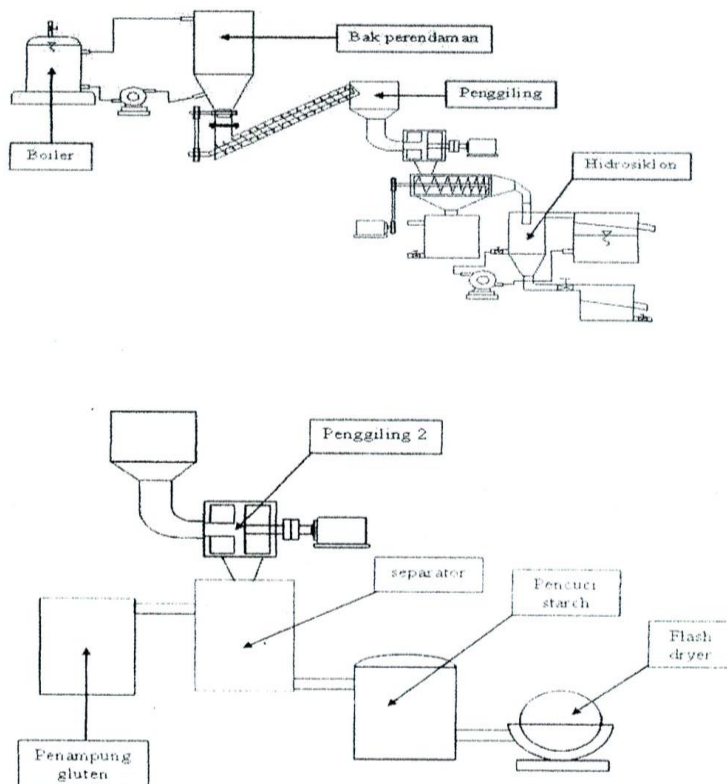 Bak perendaman
Penggiling
Boiler
Hidrosiklon
Penggiling 2
separator
Pencuci
starch
Flash
dryer
Penampung
gluten